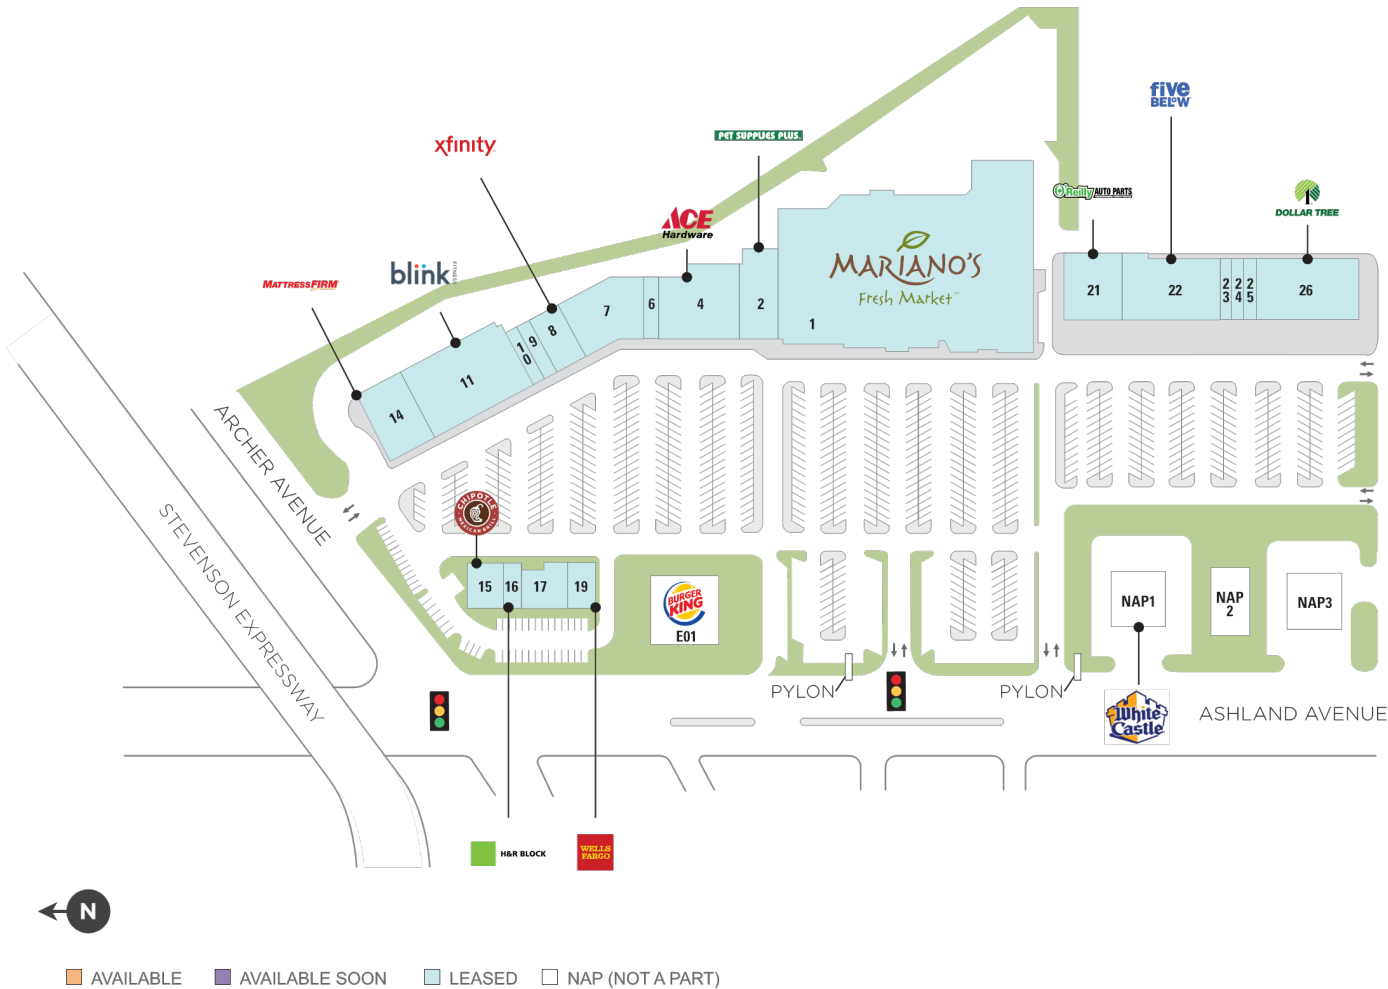 five
BELOW
PET SUPPLIES PLUS.
xfinity
O'Reilly AUTO PARTS
DOLLAR TREE
ACE
Hardware
MARIANO'S
Fresh Market
blink
FITNESS
MATTRESSFIRM
1
2
4
6
7
8
9
10
11
14
21
22
23
24
25
26
ARCHER AVENUE
STEVENSON EXPRESSWAY
CHIPOTLE
MEXICAN GRILL
15
16
17
19
BURGER
KING
E01
NAP1
NAP
2
NAP3
PYLON
PYLON
White
Castle
ASHLAND AVENUE
H&R BLOCK
WELLS
FARGO
N
AVAILABLE
AVAILABLE SOON
LEASED
NAP (NOT A PART)